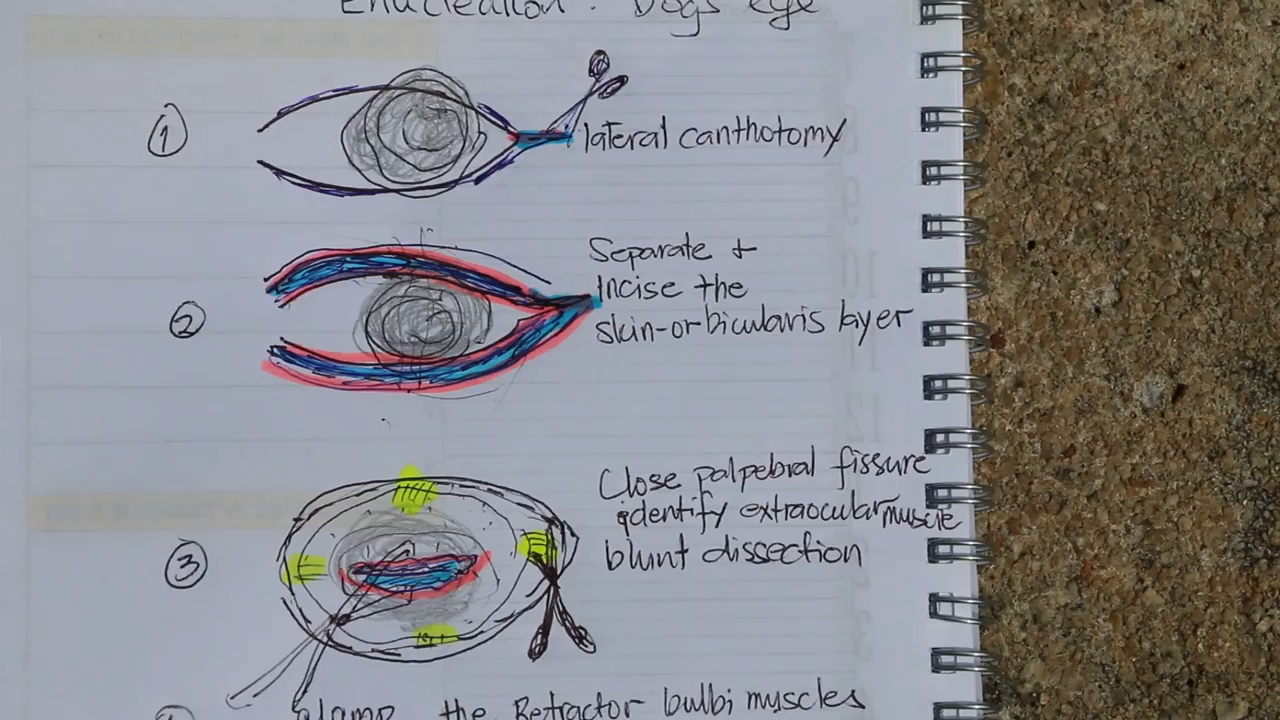 Enucleation : Dogs eye
1 lateral canthotomy
2 Separate +
Incise the
skin-orbicularis layer
3 Close palpebral fissure
identify extraocular muscle
blunt dissection
clamp the Retractor bulbi muscles